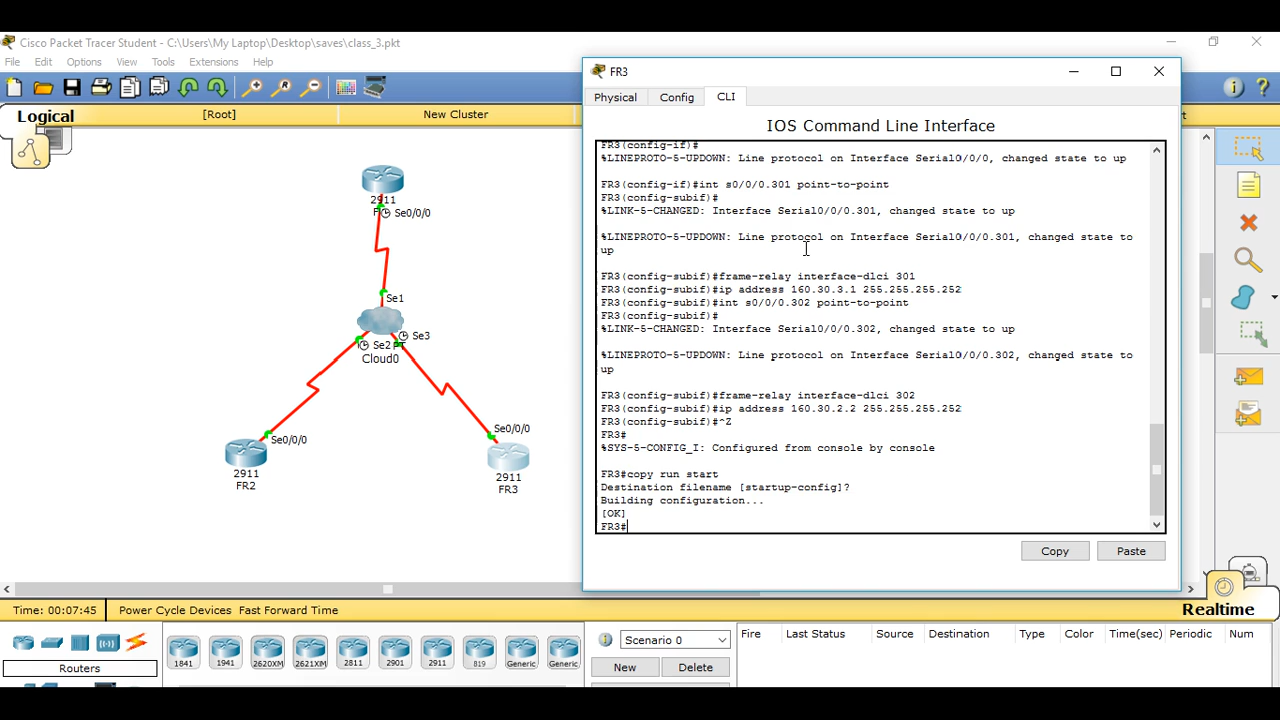 Cisco Packet Tracer Student - C:\Users\My Laptop\Desktop\saves\class_3.pkt
File Edit Options View Tools Extensions Help
Logical
[Root]
New Cluster
2911
Se0/0/0
Se1
Se3
Se2
Cloud0
Se0/0/0
2911
FR2
Se0/0/0
2911
FR3
FR3
Physical Config CLI
IOS Command Line Interface
FR3(config-if)#
%LINEPROTO-5-UPDOWN: Line protocol on Interface Serial0/0/0, changed state to up
FR3(config-if)#int s0/0/0.301 point-to-point
FR3(config-subif)#
%LINK-5-CHANGED: Interface Serial0/0/0.301, changed state to up
%LINEPROTO-5-UPDOWN: Line protocol on Interface Serial0/0/0.301, changed state to
up
FR3(config-subif)#frame-relay interface-dlci 301
FR3(config-subif)#ip address 160.30.3.1 255.255.255.252
FR3(config-subif)#int s0/0/0.302 point-to-point
FR3(config-subif)#
%LINK-5-CHANGED: Interface Serial0/0/0.302, changed state to up
%LINEPROTO-5-UPDOWN: Line protocol on Interface Serial0/0/0.302, changed state to
up
FR3(config-subif)#frame-relay interface-dlci 302
FR3(config-subif)#ip address 160.30.2.2 255.255.255.252
FR3(config-subif)#^Z
FR3#
%SYS-5-CONFIG_I: Configured from console by console
FR3#copy run start
Destination filename [startup-config]?
Building configuration...
[OK]
FR3#
Copy Paste
Time: 00:07:45 Power Cycle Devices Fast Forward Time
Realtime
Routers
1841 1941 2620XM 2621XM 2811 2901 2911 819 Generic Generic
Scenario 0
New Delete
Fire Last Status Source Destination Type Color Time(sec) Periodic Num